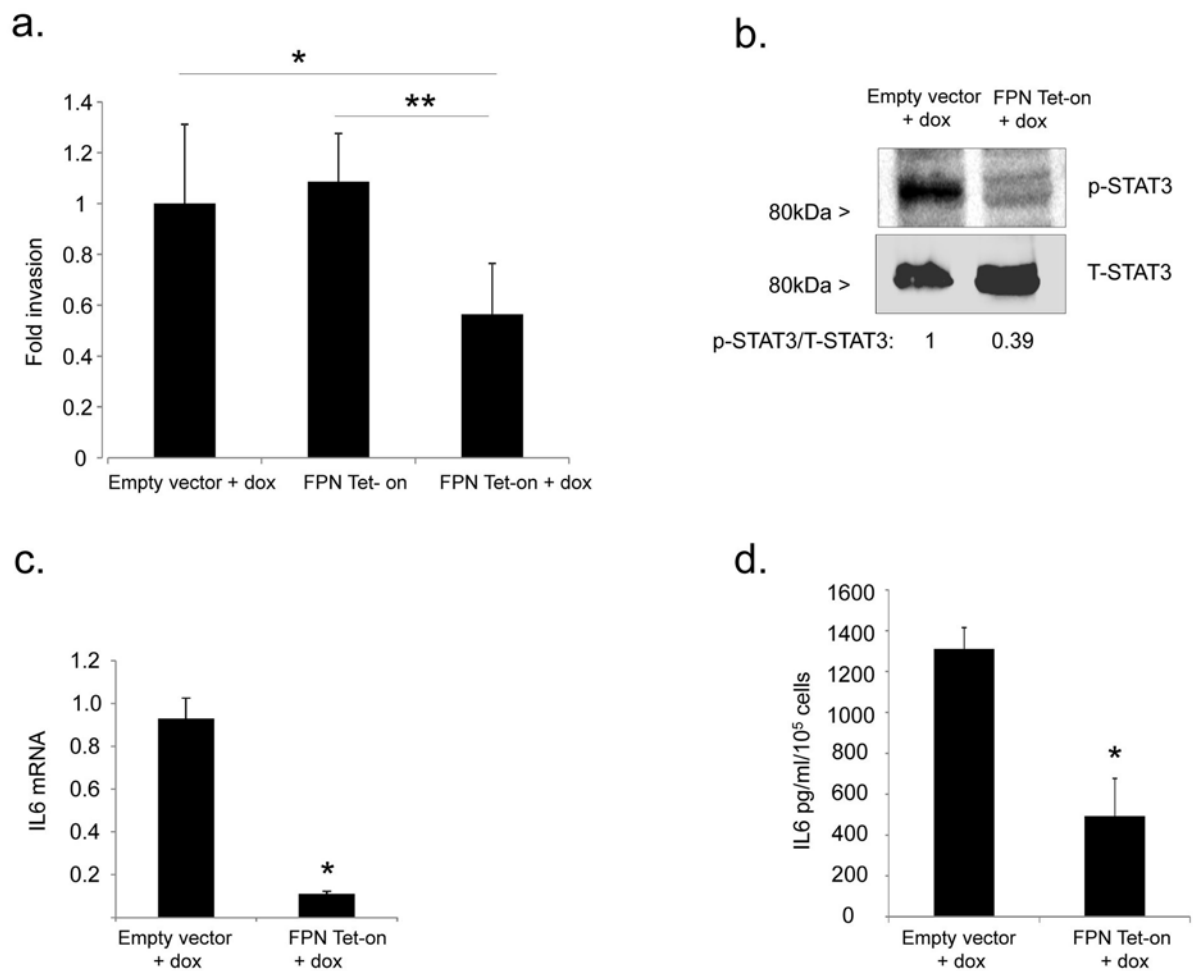 a.
*
**
1.4
1.2
1
0.8
0.6
0.4
0.2
0
Fold invasion
Empty vector + dox
FPN Tet- on
FPN Tet-on + dox
b.
Empty vector
+ dox
FPN Tet-on
+ dox
80kDa >
p-STAT3
80kDa >
T-STAT3
p-STAT3/T-STAT3: 1 0.39
c.
1.2
1.0
0.8
0.6
0.4
0.2
IL6 mRNA
*
Empty vector
+ dox
FPN Tet-on
+ dox
d.
1600
1400
1200
1000
800
600
400
200
0
IL6 pg/ml/10⁵ cells
*
Empty vector
+ dox
FPN Tet-on
+ dox